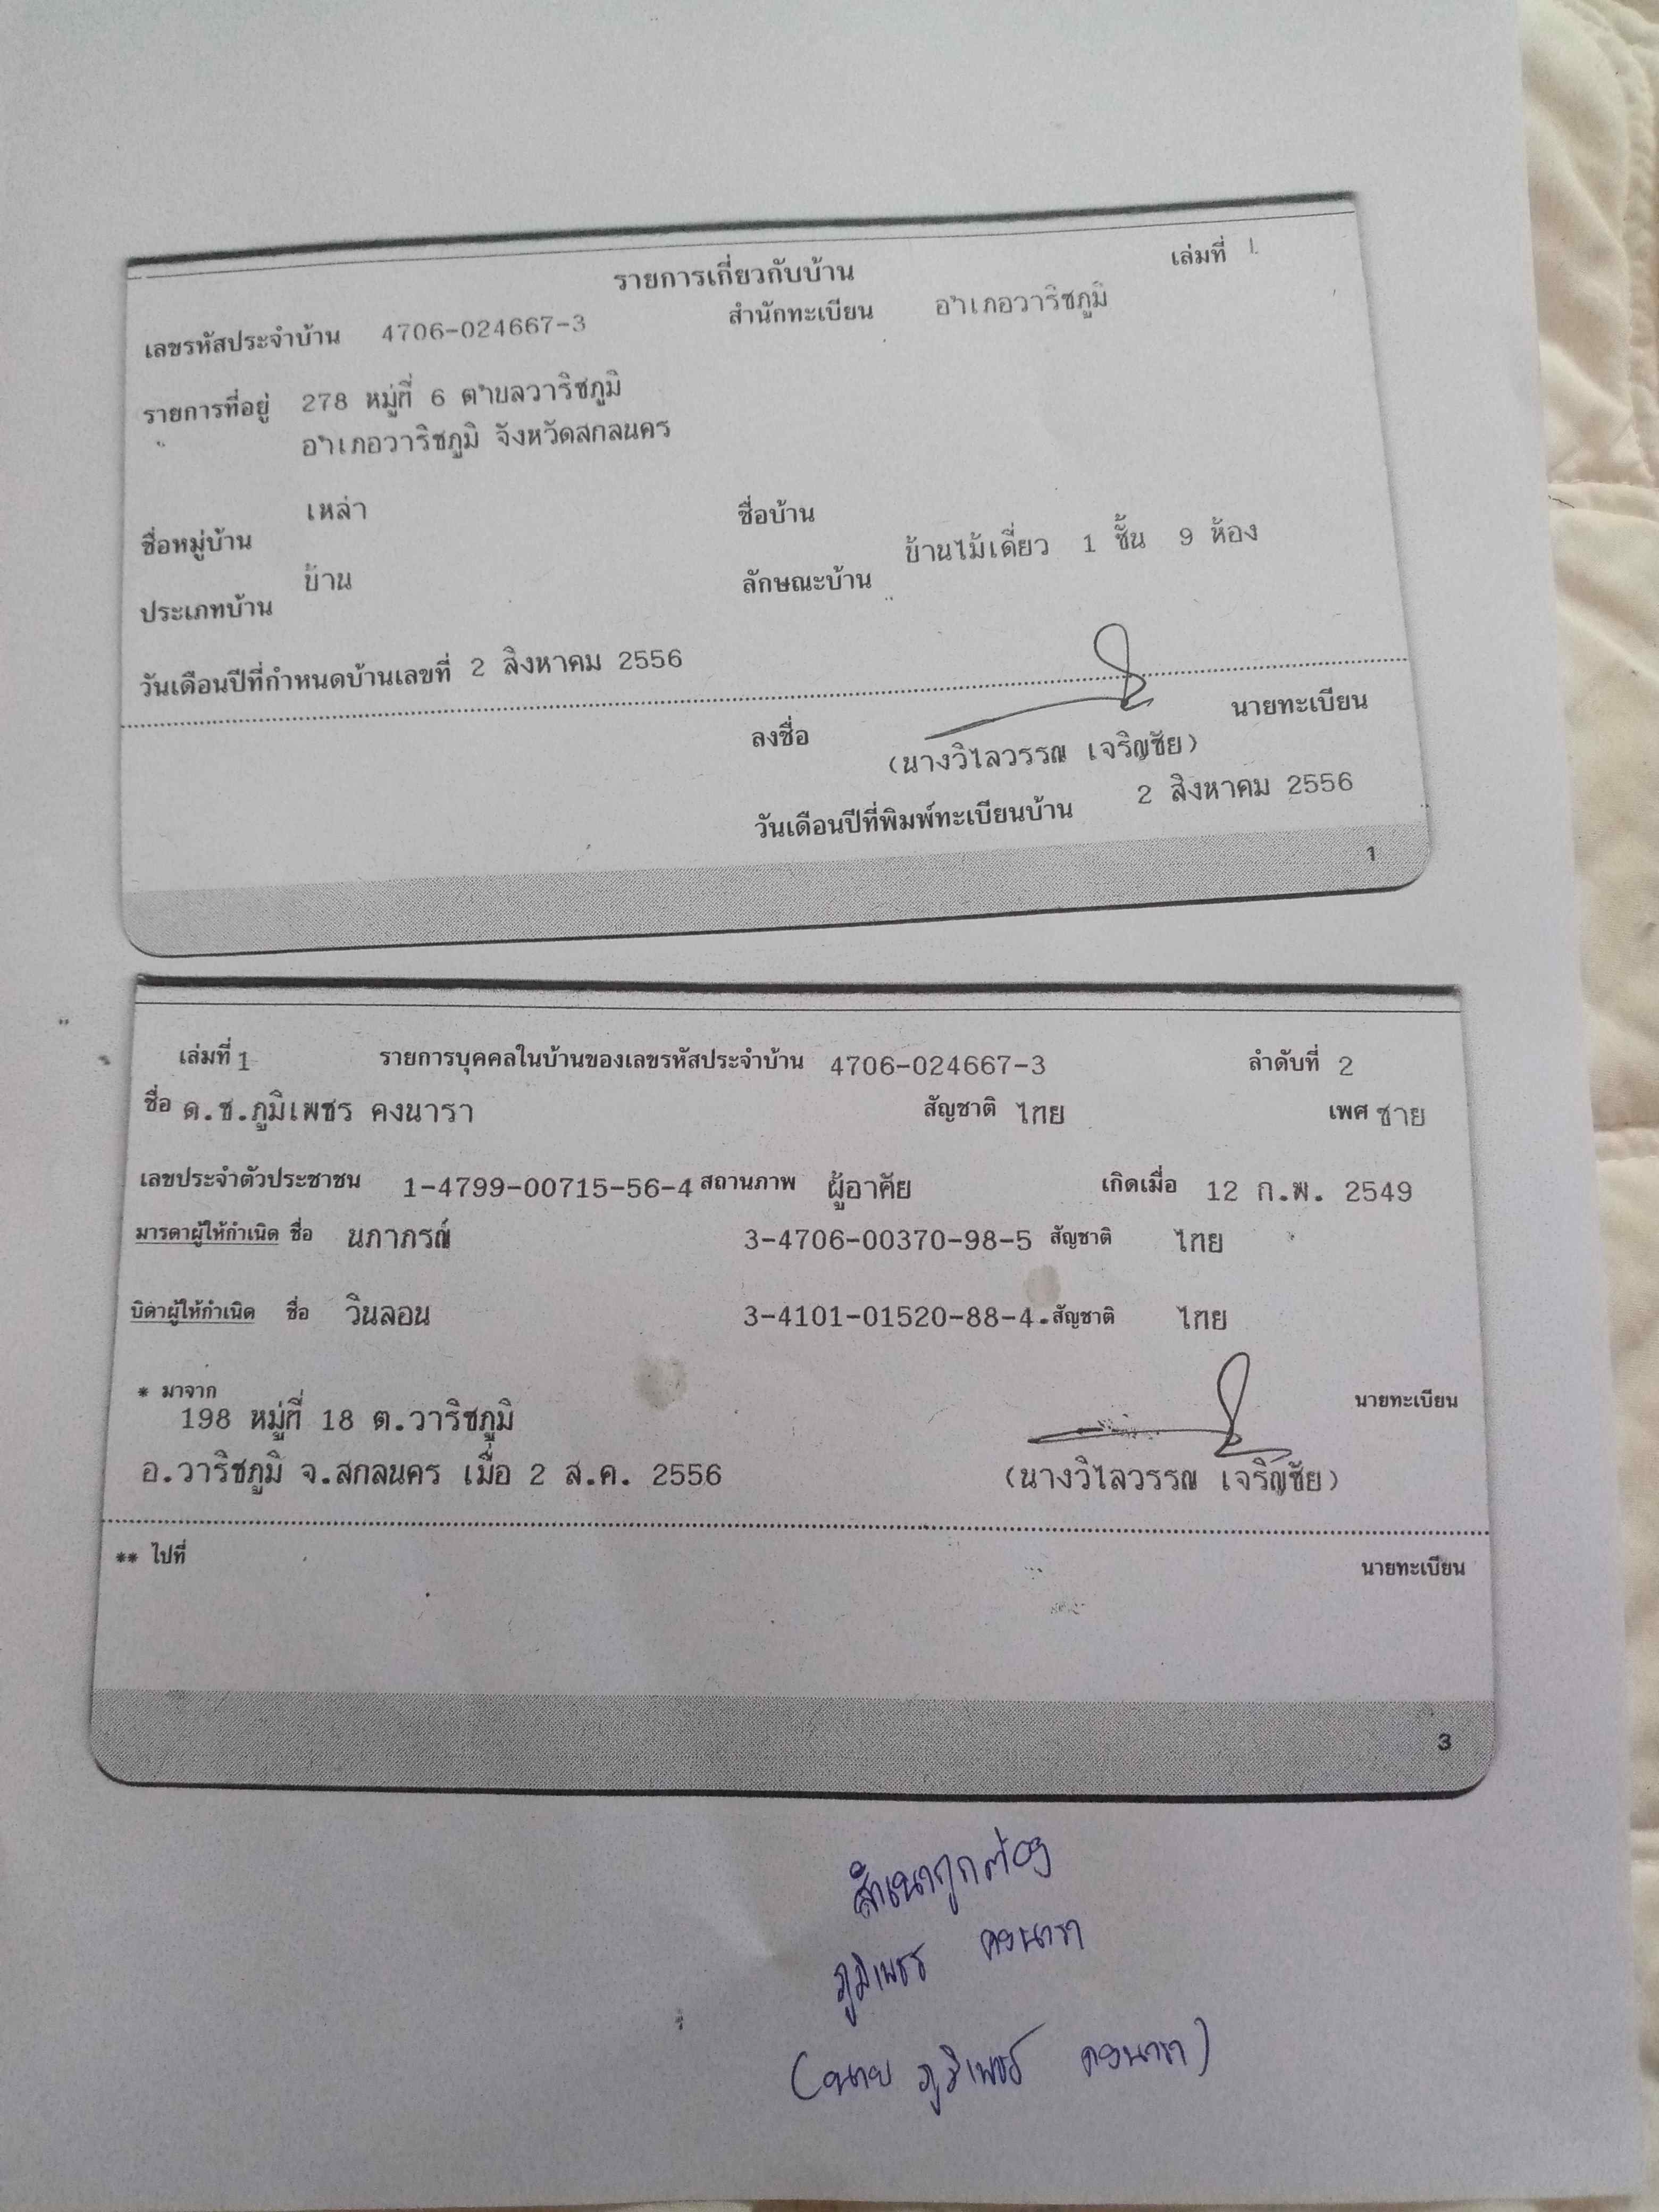 รายการเกี่ยวกับบ้าน เล่มที่ 1
เลขรหัสประจำบ้าน 4706-024667-3 สำนักทะเบียน อำเภอวาริชภูมิ
รายการที่อยู่ 278 หมู่ที่ 6 ตำบลวาริชภูมิ
อำเภอวาริชภูมิ จังหวัดสกลนคร
ชื่อหมู่บ้าน เหล่า ชื่อบ้าน
ประเภทบ้าน บ้าน ลักษณะบ้าน บ้านไม้เดี่ยว 1 ชั้น 9 ห้อง
วันเดือนปีที่กำหนดบ้านเลขที่ 2 สิงหาคม 2556
ลงชื่อ นายทะเบียน
(นางวิไลวรรณ เจริญชัย)
วันเดือนปีที่พิมพ์ทะเบียนบ้าน 2 สิงหาคม 2556
1
เล่มที่ 1 รายการบุคคลในบ้านของเลขรหัสประจำบ้าน 4706-024667-3 ลำดับที่ 2
ชื่อ ด.ช.ภูมิเพชร คงนารา สัญชาติ ไทย เพศ ชาย
เลขประจำตัวประชาชน 1-4799-00715-56-4 สถานภาพ ผู้อาศัย เกิดเมื่อ 12 ก.พ. 2549
มารดาผู้ให้กำเนิด ชื่อ นภาภรณ์ 3-4706-00370-98-5 สัญชาติ ไทย
บิดาผู้ให้กำเนิด ชื่อ วินลอน 3-4101-01520-88-4 สัญชาติ ไทย
* มาจาก นายทะเบียน
198 หมู่ที่ 18 ต.วาริชภูมิ
อ.วาริชภูมิ จ.สกลนคร เมื่อ 2 ส.ค. 2556 (นางวิไลวรรณ เจริญชัย)
** ไปที่ นายทะเบียน
3
สำเนาถูกต้อง
ภูมิเพชร คงนารา
(นาย ภูมิเพชร คงนารา)